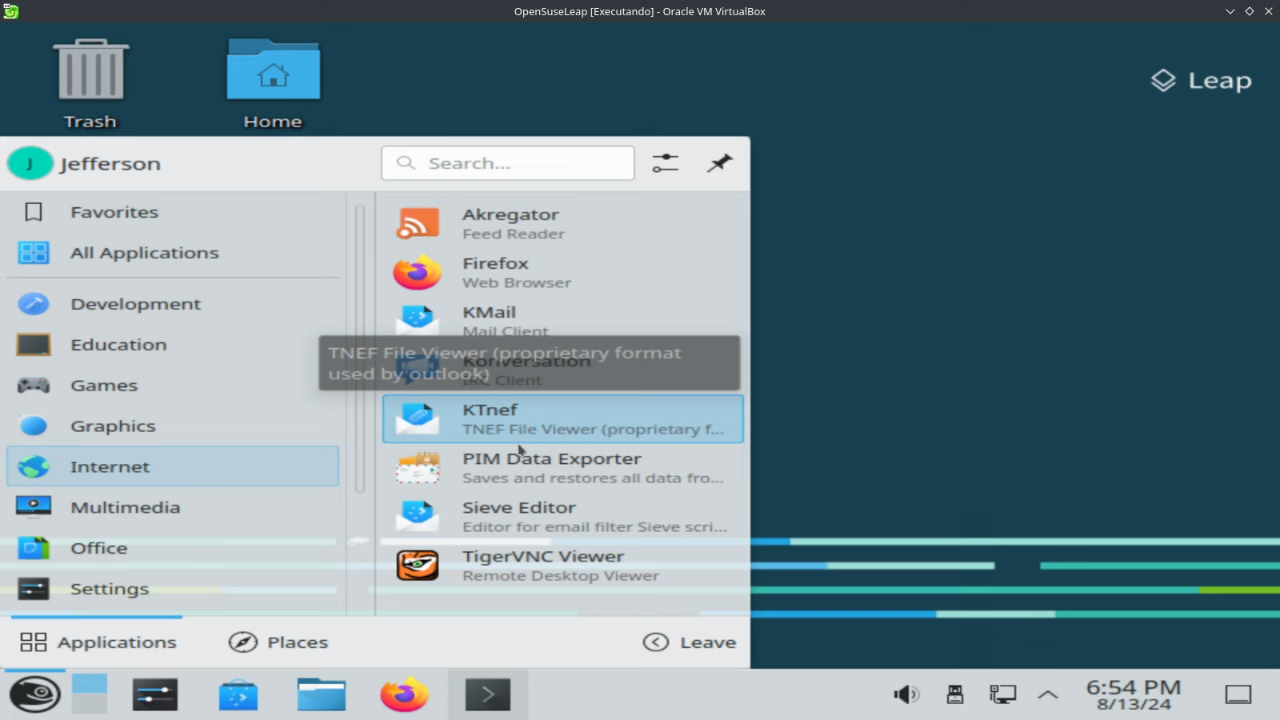 OpenSuseLeap [Executando] - Oracle VM VirtualBox
Trash
Home
Leap
J
Jefferson
Search...
Favorites
All Applications
Development
Education
Games
Graphics
Internet
Multimedia
Office
Settings
Akregator
Feed Reader
Firefox
Web Browser
KMail
Mail Client
TNEF File Viewer (proprietary format
used by outlook)
Konversation
IRC Client
KTnef
TNEF File Viewer (proprietary f...
PIM Data Exporter
Saves and restores all data fro...
Sieve Editor
Editor for email filter Sieve scri...
TigerVNC Viewer
Remote Desktop Viewer
Applications
Places
Leave
6:54 PM
8/13/24